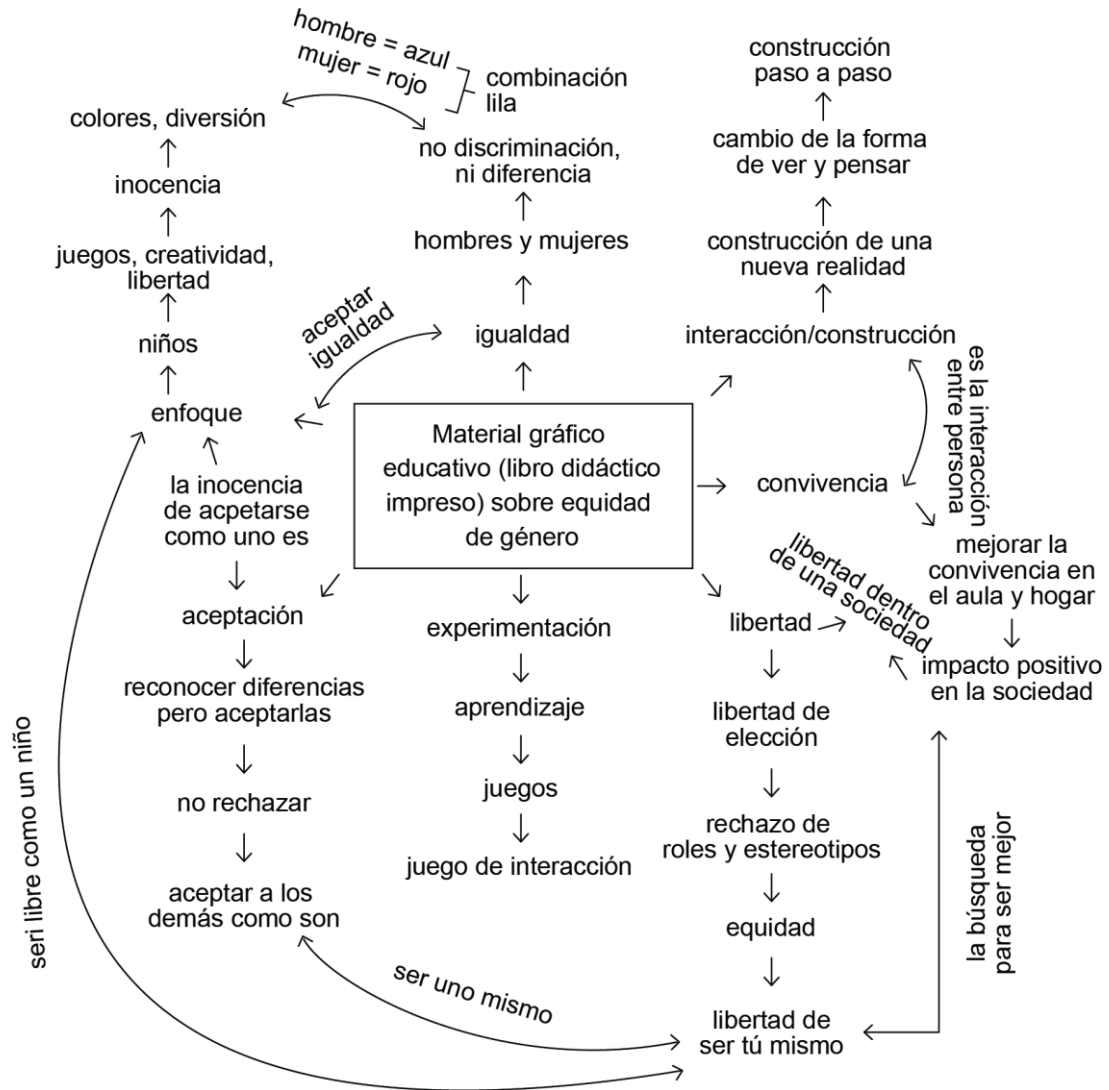 hombre = azul
mujer = rojo
combinación
lila
colores, diversión
no discriminación,
ni diferencia
inocencia
hombres y mujeres
juegos, creatividad,
libertad
aceptar
igualdad
niños
igualdad
enfoque
construcción
paso a paso
cambio de la forma
de ver y pensar
construcción de una
nueva realidad
interacción/construcción
es la interacción
entre persona
Material gráfico
educativo (libro didáctico
impreso) sobre equidad
de género
convivencia
la inocencia
de acpetarse
como uno es
mejorar la
convivencia en
el aula y hogar
libertad dentro
de una sociedad
aceptación
experimentación
libertad
impacto positivo
en la sociedad
reconocer diferencias
pero aceptarlas
aprendizaje
libertad de
elección
no rechazar
juegos
rechazo de
roles y estereotipos
juego de interacción
aceptar a los
demás como son
equidad
la búsqueda
para ser mejor
seri libre como un niño
ser uno mismo
libertad de
ser tú mismo